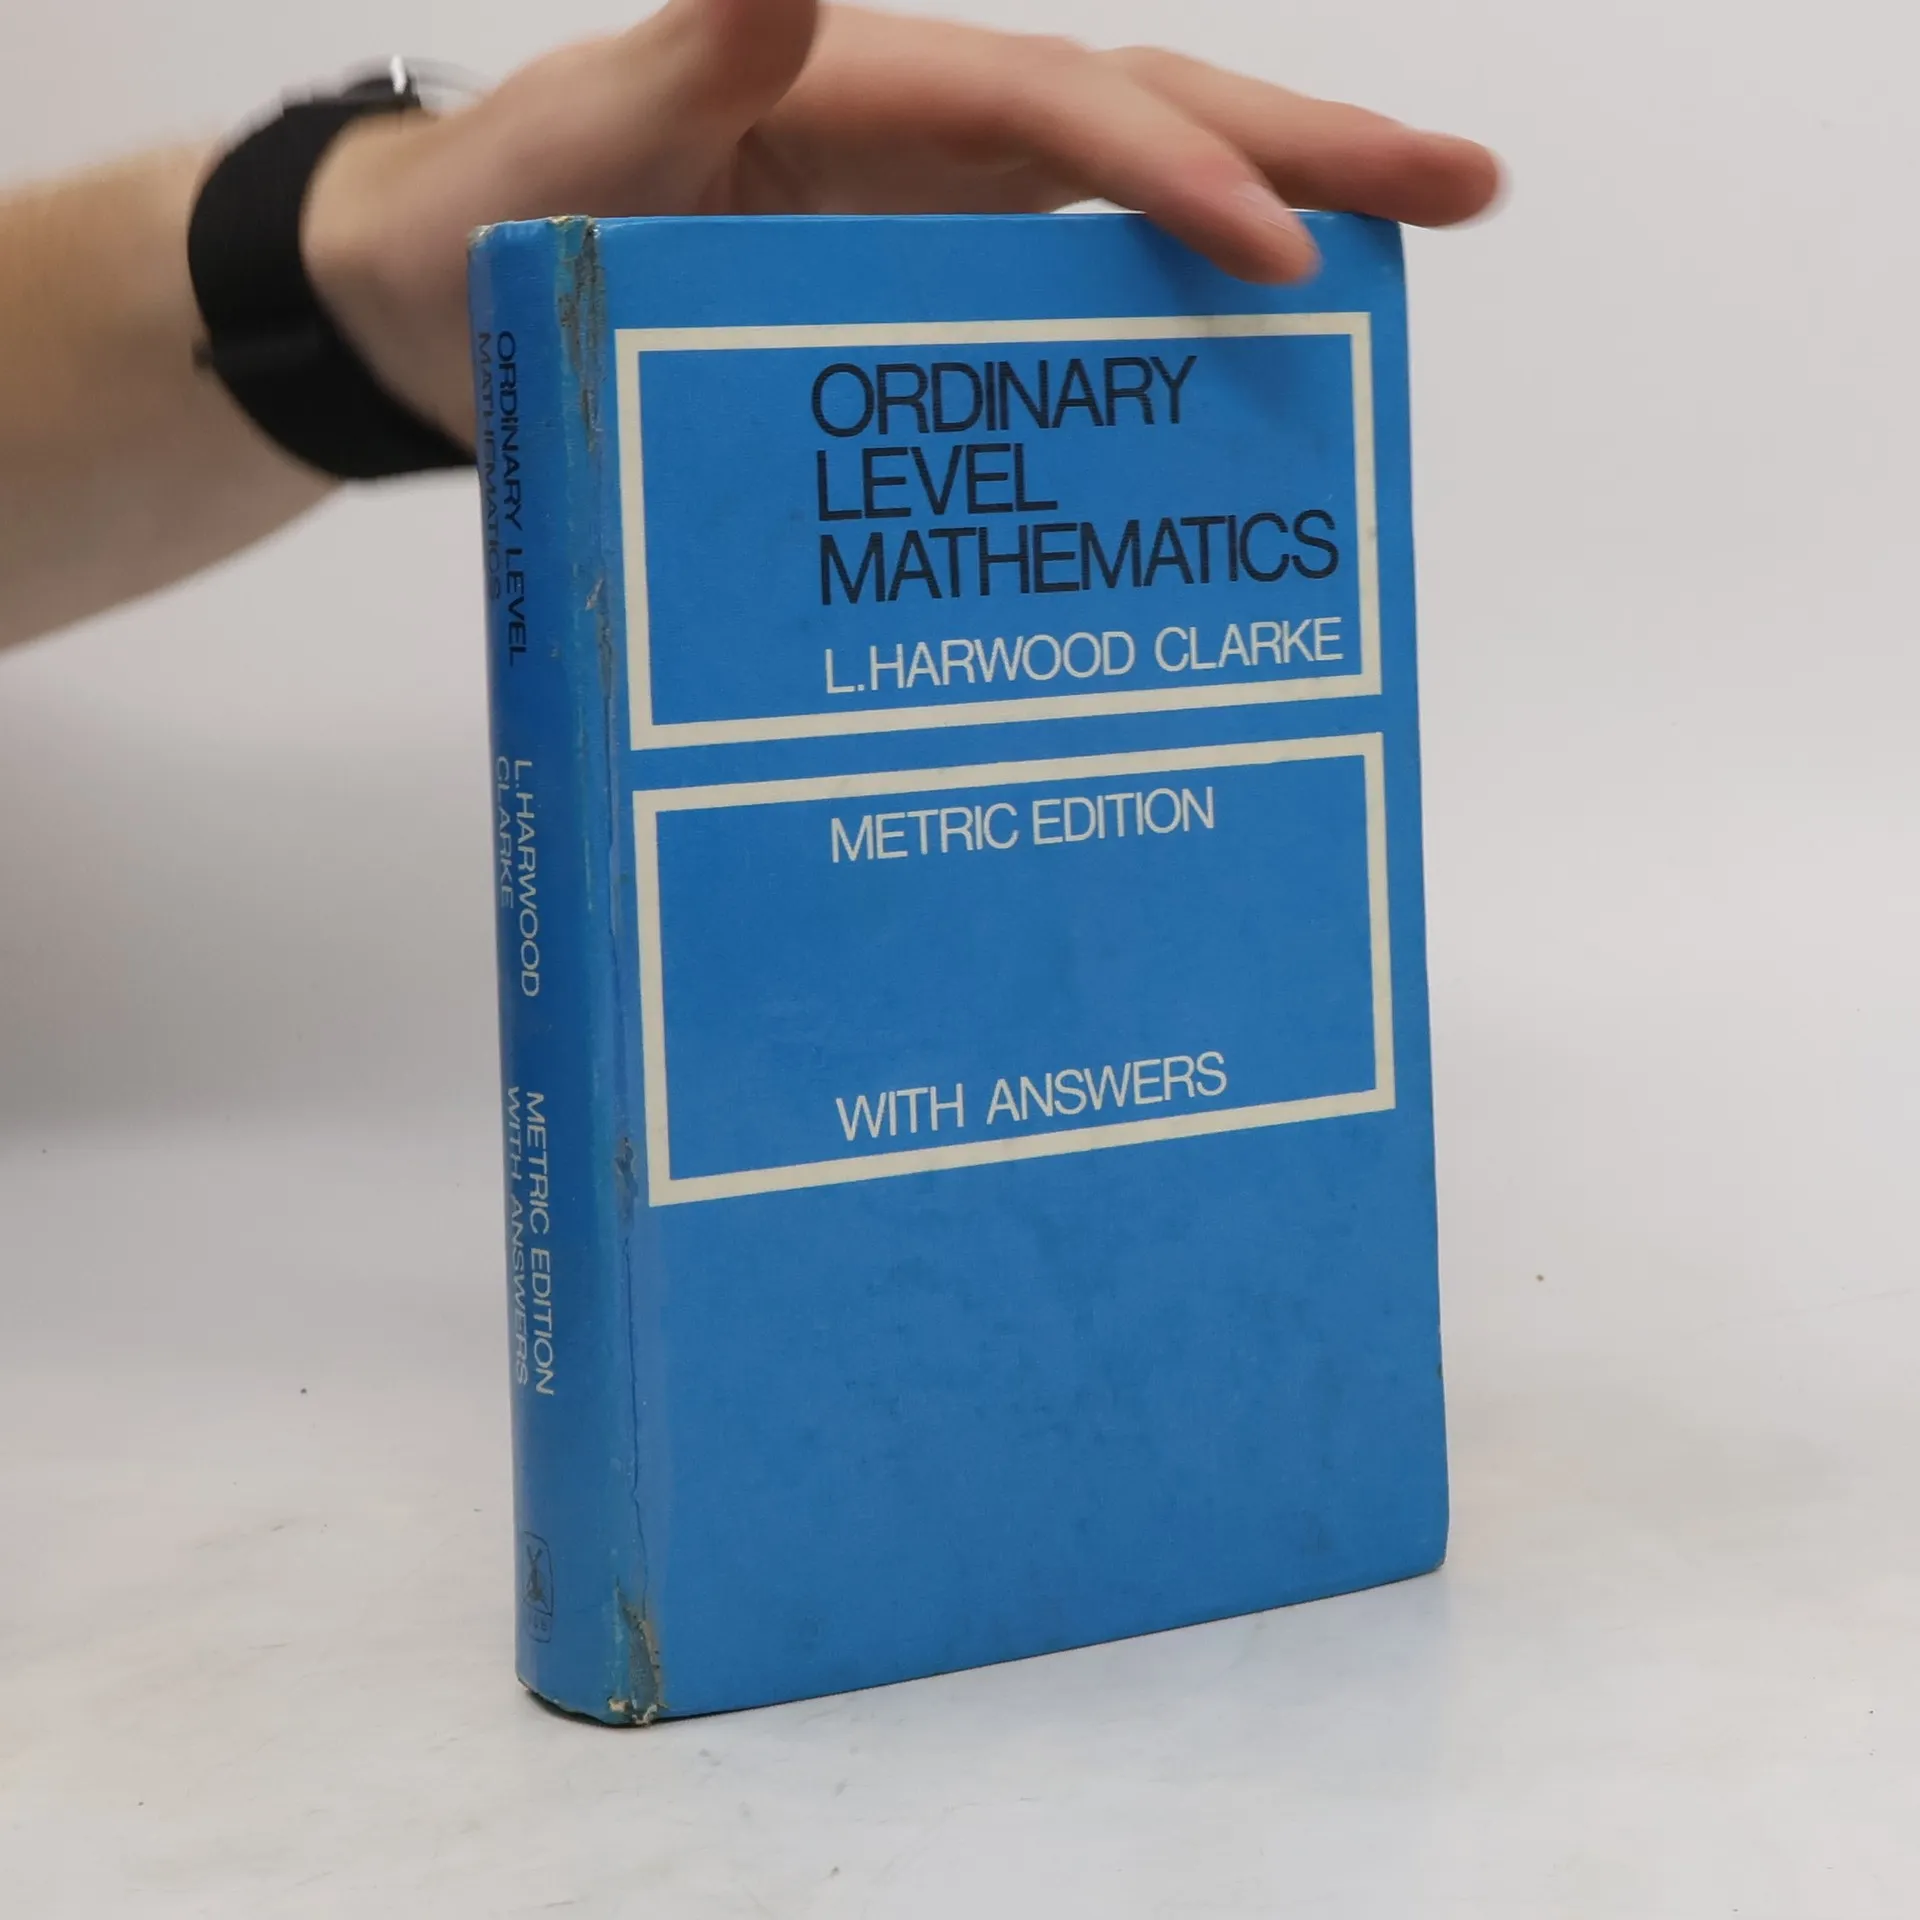 ORDINARY LEVEL
MATHEMATICS
L.HARWOOD
CLARKE
METRIC EDITION
WITH ANSWERS
ORDINARY
LEVEL
MATHEMATICS
L.HARWOOD CLARKE
METRIC EDITION
WITH ANSWERS